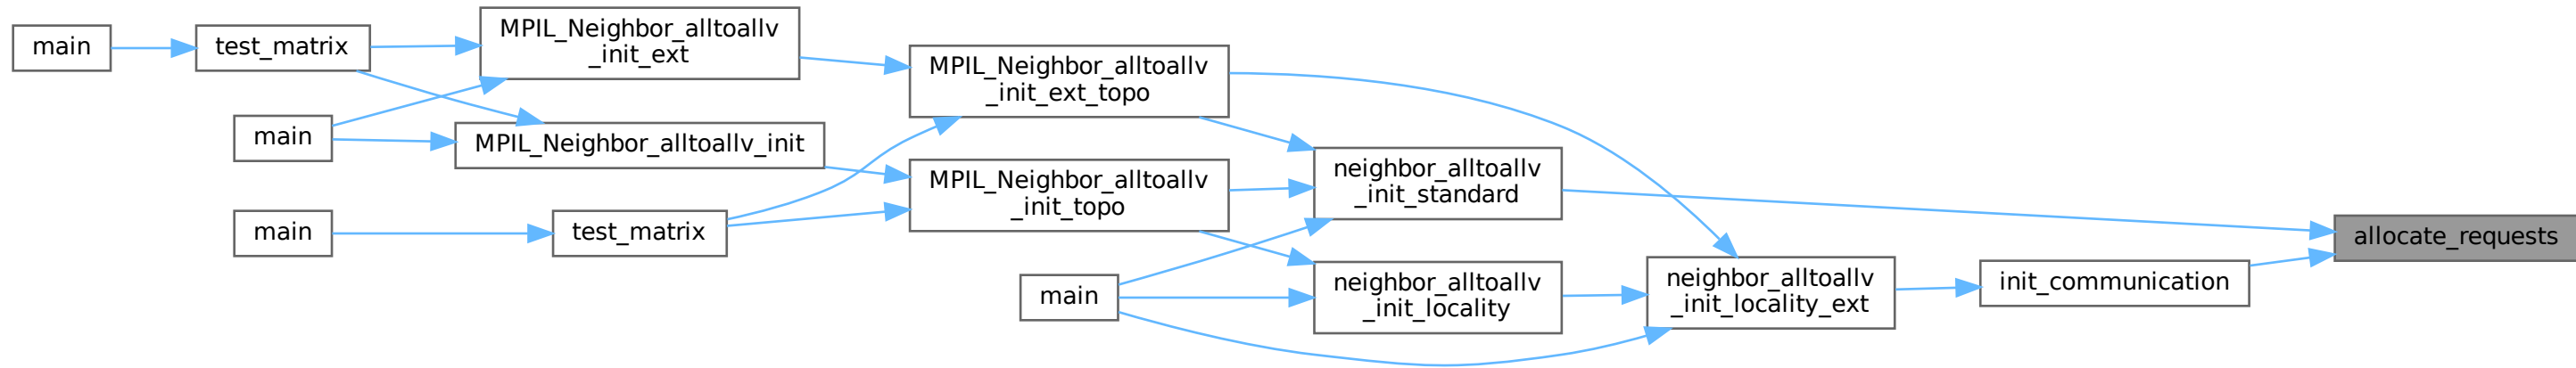 main
test_matrix
MPIL_Neighbor_alltoallv
_init_ext
main
MPIL_Neighbor_alltoallv_init
main
test_matrix
MPIL_Neighbor_alltoallv
_init_ext_topo
MPIL_Neighbor_alltoallv
_init_topo
main
neighbor_alltoallv
_init_standard
neighbor_alltoallv
_init_locality
neighbor_alltoallv
_init_locality_ext
init_communication
allocate_requests